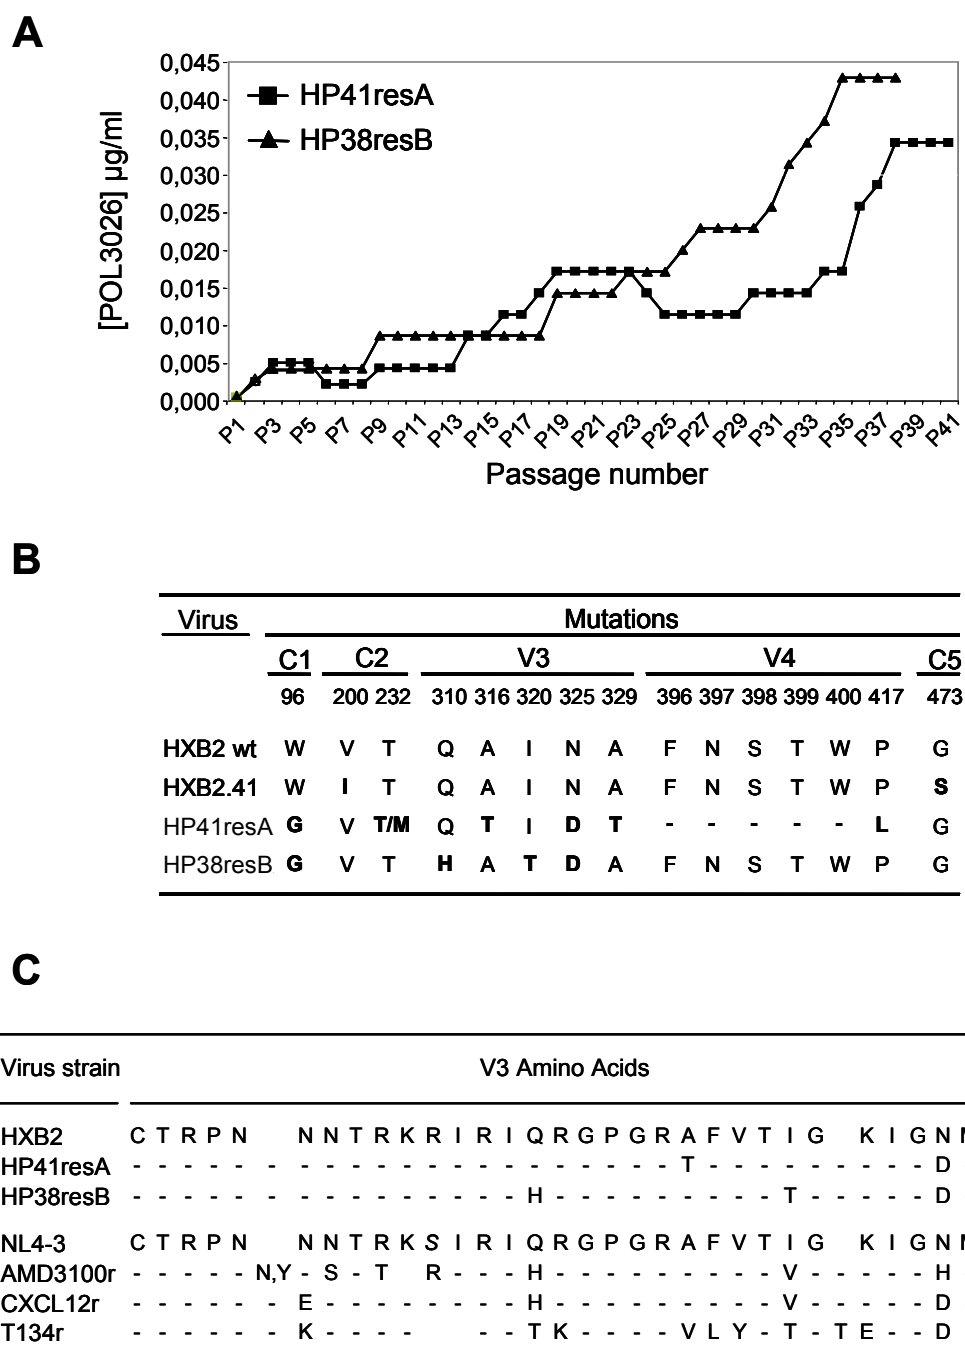 A
[POL3026] µg/ml
0,045
0,040
0,035
0,030
0,025
0,020
0,015
0,010
0,005
0,000
HP41resA
HP38resB
P1 P3 P5 P7 P9 P11 P13 P15 P17 P19 P21 P23 P25 P27 P29 P31 P33 P35 P37 P39 P41
Passage number
B
Virus Mutations
C1 C2 V3 V4 C5
96 200 232 310 316 320 325 329 396 397 398 399 400 417 473
HXB2 wt W V T Q A I N A F N S T W P G
HXB2.41 W I T Q A I N A F N S T W P S
HP41resA G V T/M Q T I D T - - - - - L G
HP38resB G V T H A T D A F N S T W P G
C
Virus strain V3 Amino Acids
HXB2 C T R P N N N T R K R I R I Q R G P G R A F V T I G K I G N
HP41resA - - - - - - - - - - - - - - - - - - - - - T - - - - - - - - - D
HP38resB - - - - - - - - - - - - - - - H - - - - - - - - - T - - - - - D
NL4-3 C T R P N N N T R K S I R I Q R G P G R A F V T I G K I G N
AMD3100r - - - - - N,Y - S - T R - - - H - - - - - - - - - V - - - - - H
CXCL12r - - - - - - E - - - - - - - - H - - - - - - - - - V - - - - - D
T134r - - - - - - K - - - - - - T K - - - - V L Y - T - T E - - D